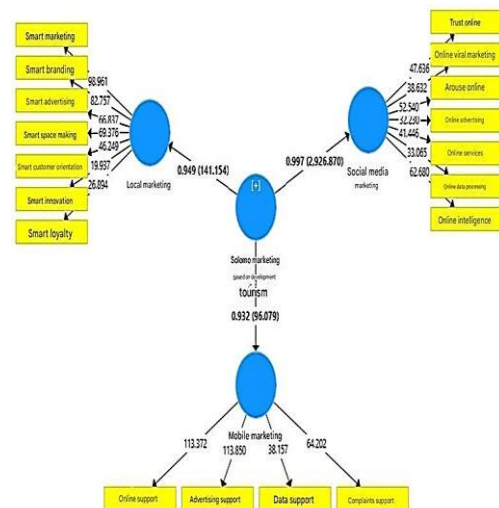 Smart marketing
Smart branding
Smart advertising
Smart space making
Smart customer orientation
Smart innovation
Smart loyalty
98.961
82.757
66.837
69.376
46.249
19.937
26.894
Local marketing
0.949 (141.154)
Trust online
Online viral marketing
Arouse online
Online advertising
Online services
Online data processing
Online intelligence
47.636
38.632
52.540
32.230
41.446
33.065
62.680
Social media
marketing
0.997 (2,926.870)
[+]
Solomo marketing
based on development
tourism
0.932 (96.079)
Mobile marketing
113.372
113.850
38.157
64.202
Online support
Advertising support
Data support
Complaints support